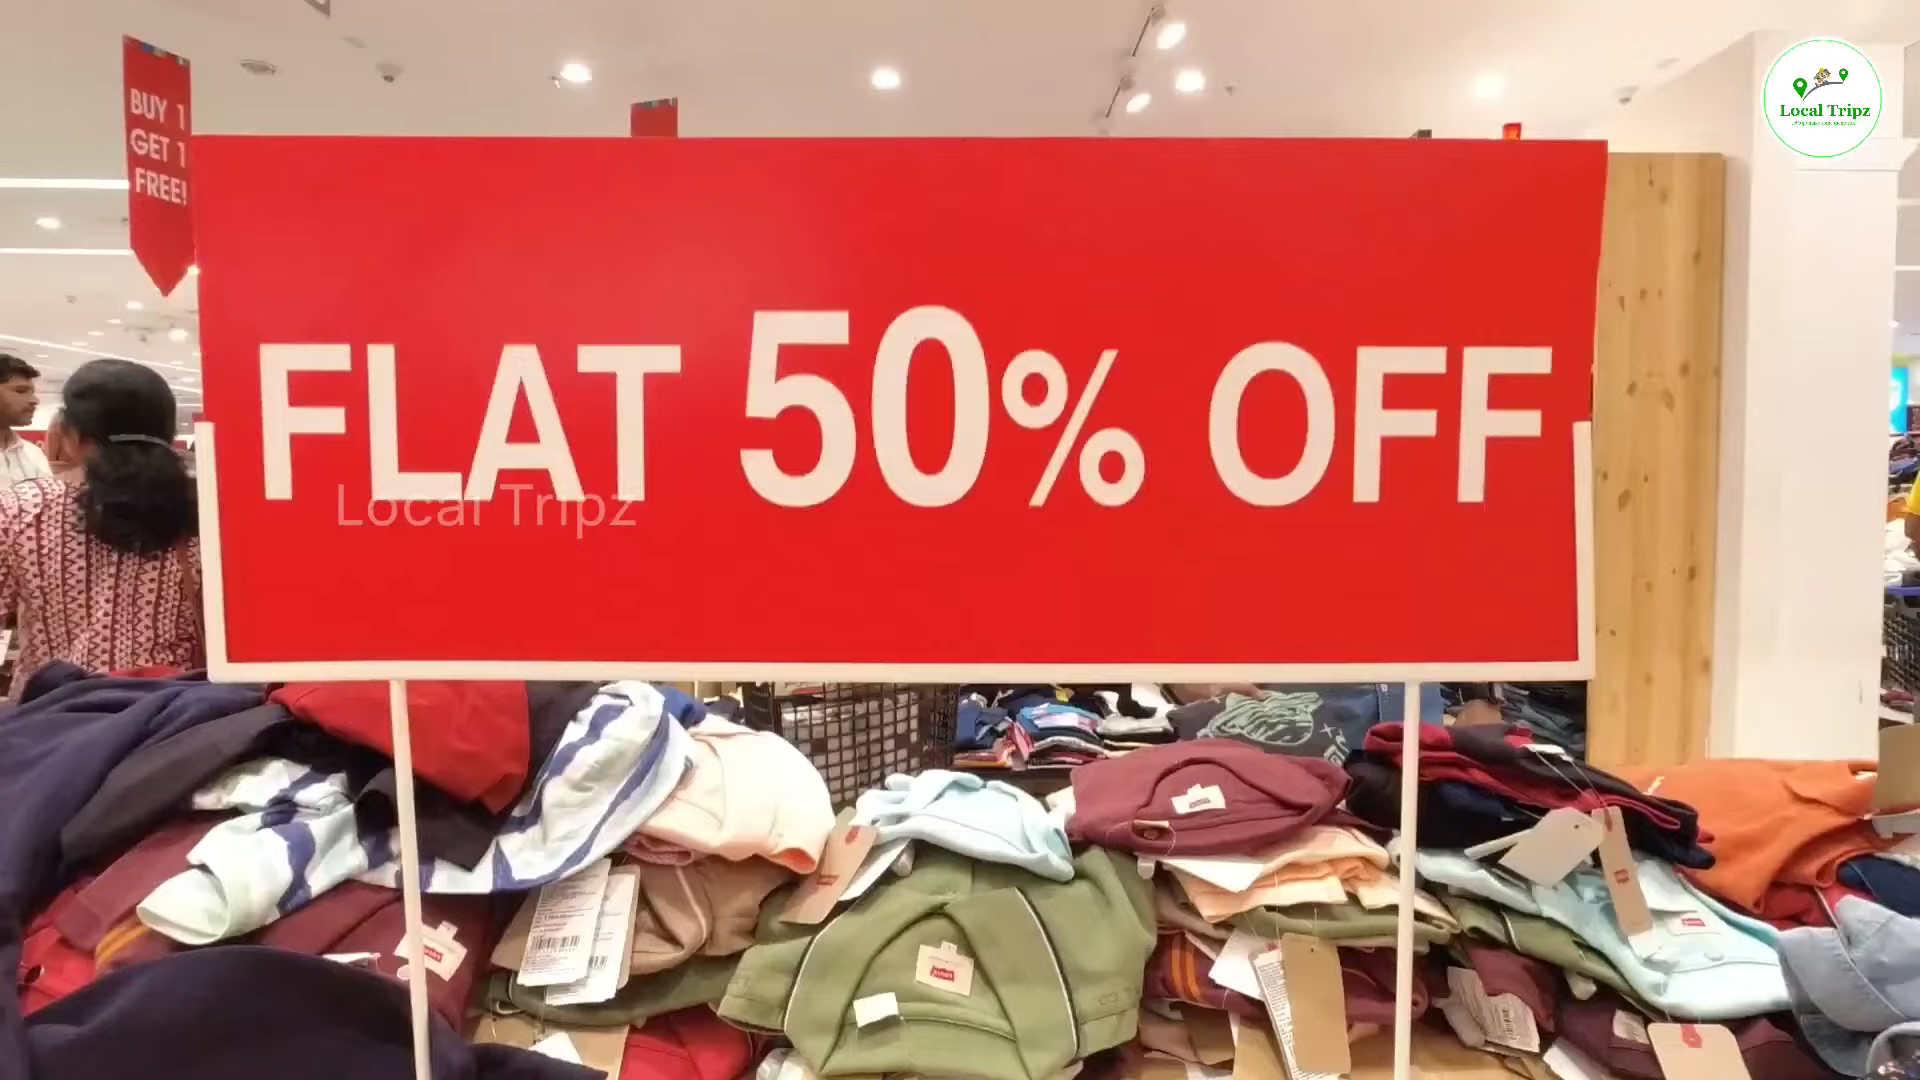 BUY 1
GET 1
FREE!
Local Tripz
FLAT 50% OFF
Local Tripz